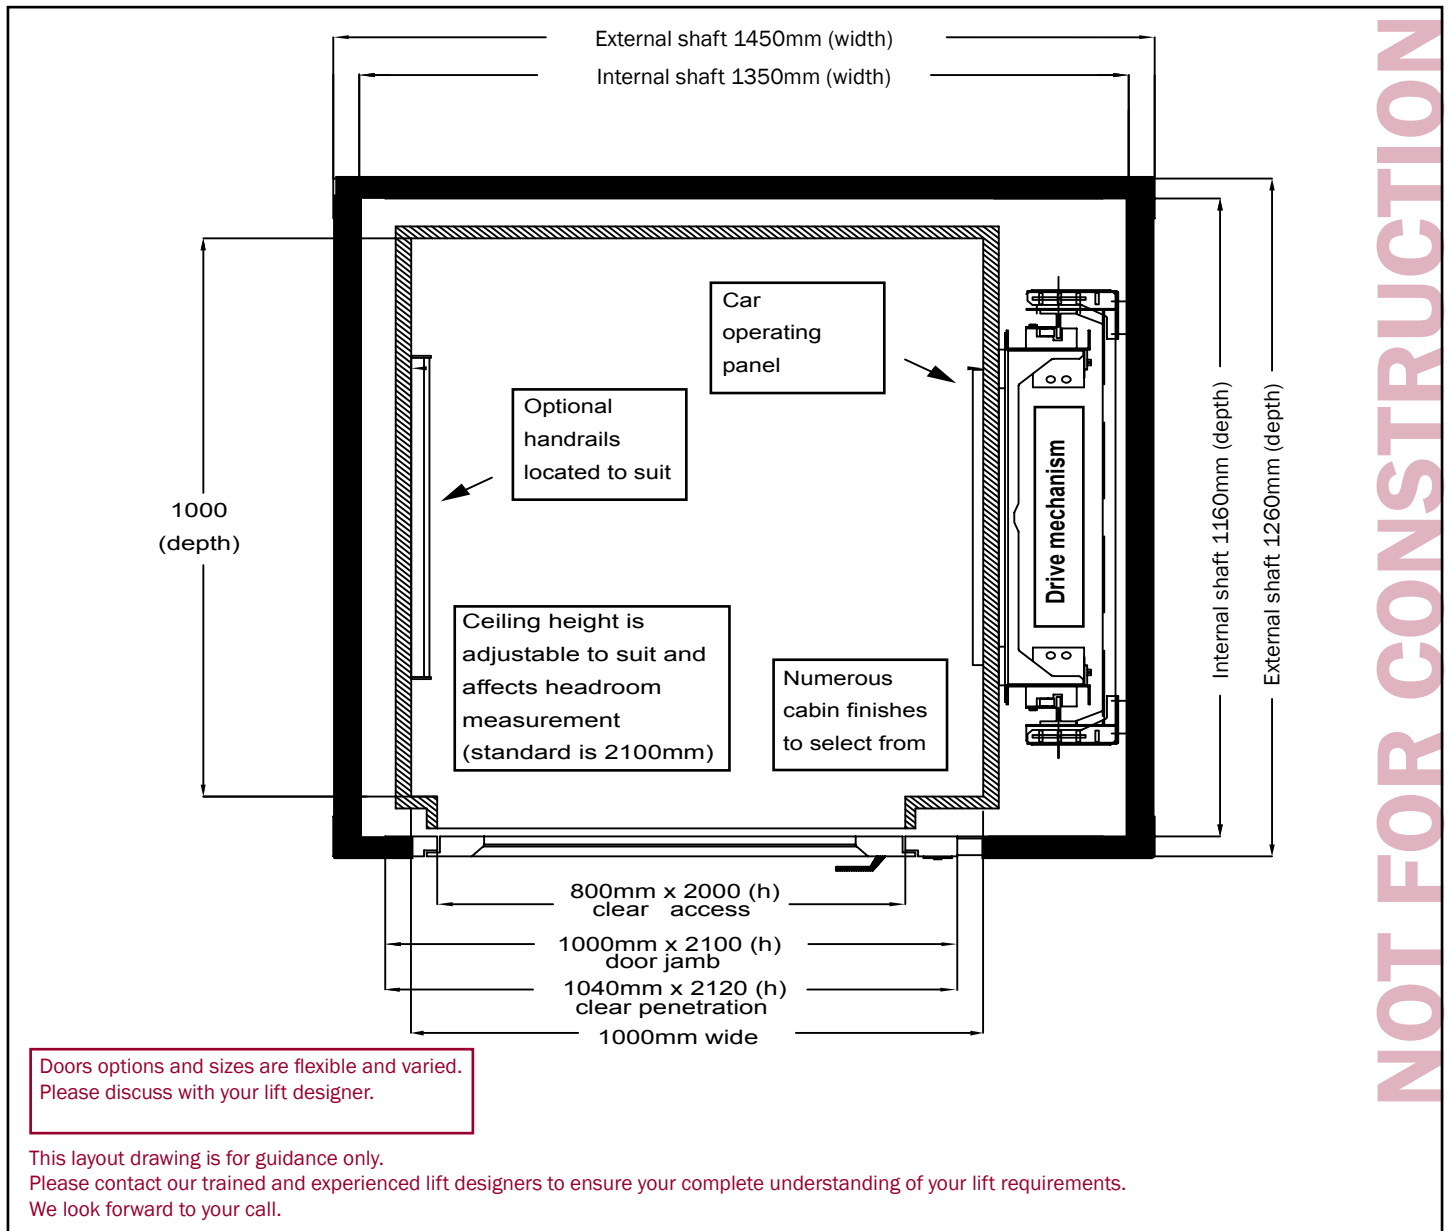 External shaft 1450mm (width)
Internal shaft 1350mm (width)
NOT FOR CONSTRUCTION
Car
operating
panel
Optional
handrails
located to suit
1000
(depth)
Drive mechanism
Internal shaft 1160mm (depth)
External shaft 1260mm (depth)
Ceiling height is
adjustable to suit and
affects headroom
measurement
(standard is 2100mm)
Numerous
cabin finishes
to select from
800mm x 2000 (h)
clear access
1000mm x 2100 (h)
door jamb
1040mm x 2120 (h)
clear penetration
1000mm wide
Doors options and sizes are flexible and varied.
Please discuss with your lift designer.
This layout drawing is for guidance only.
Please contact our trained and experienced lift designers to ensure your complete understanding of your lift requirements.
We look forward to your call.